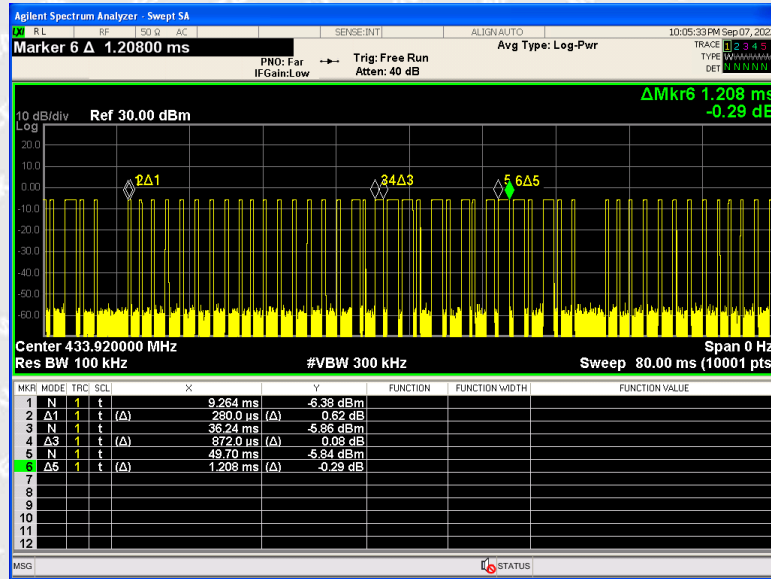 Agilent Spectrum Analyzer - Swept SA
LXI RL RF 50 Ω AC SENSE:INT ALIGN AUTO 10:05:33 PM Sep 07, 202
Marker 6 Δ 1.20800 ms
PNO: Far
IFGain:Low
Trig: Free Run
Atten: 40 dB
Avg Type: Log-Pwr
TRACE 1 2 3 4 5
TYPE W
DET N N N N N
ΔMkr6 1.208 ms
-0.29 dB
10 dB/div Ref 30.00 dBm
Log
20.0
10.0
0.00
-10.0
-20.0
-30.0
-40.0
-50.0
-60.0
2Δ1 3 4Δ3 5 6Δ5
Center 433.920000 MHz Span 0 Hz
Res BW 100 kHz #VBW 300 kHz Sweep 80.00 ms (10001 pts
MKR MODE TRC SCL X Y FUNCTION FUNCTION WIDTH FUNCTION VALUE
1 N 1 t 9.264 ms -6.38 dBm
2 Δ1 1 t (Δ) 280.0 µs (Δ) 0.62 dB
3 N 1 t 36.24 ms -5.86 dBm
4 Δ3 1 t (Δ) 872.0 µs (Δ) 0.08 dB
5 N 1 t 49.70 ms -5.84 dBm
6 Δ5 1 t (Δ) 1.208 ms (Δ) -0.29 dB
7
8
9
10
11
12
MSG STATUS